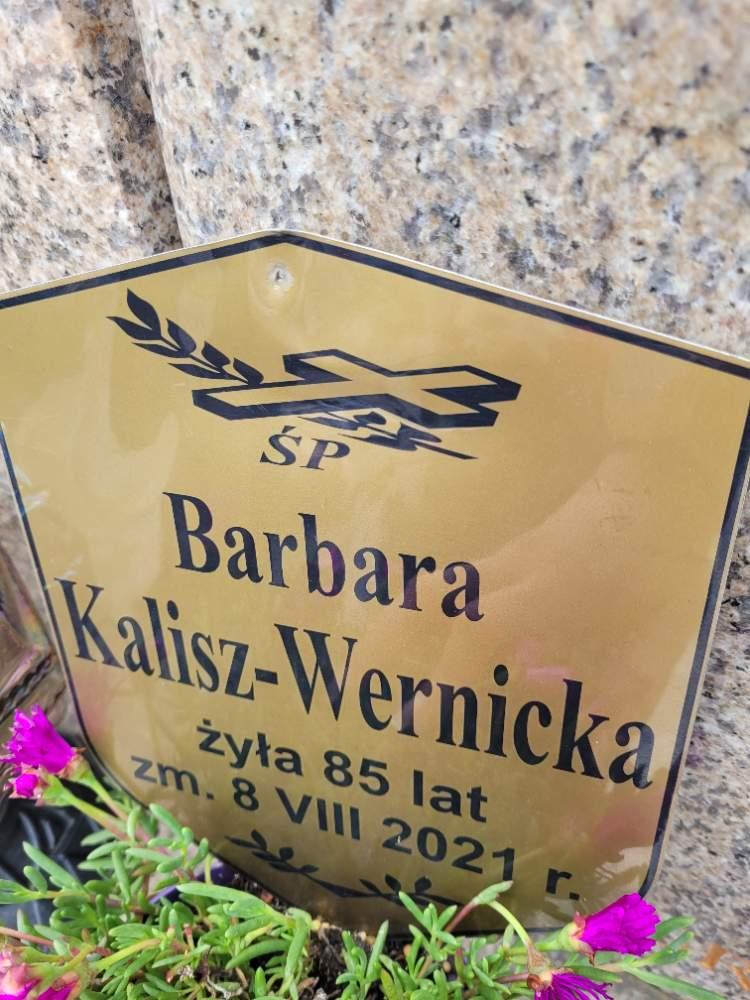 ŚP
Barbara
Kalisz-Wernicka
żyła 85 lat
zm. 8 VIII 2021 r.